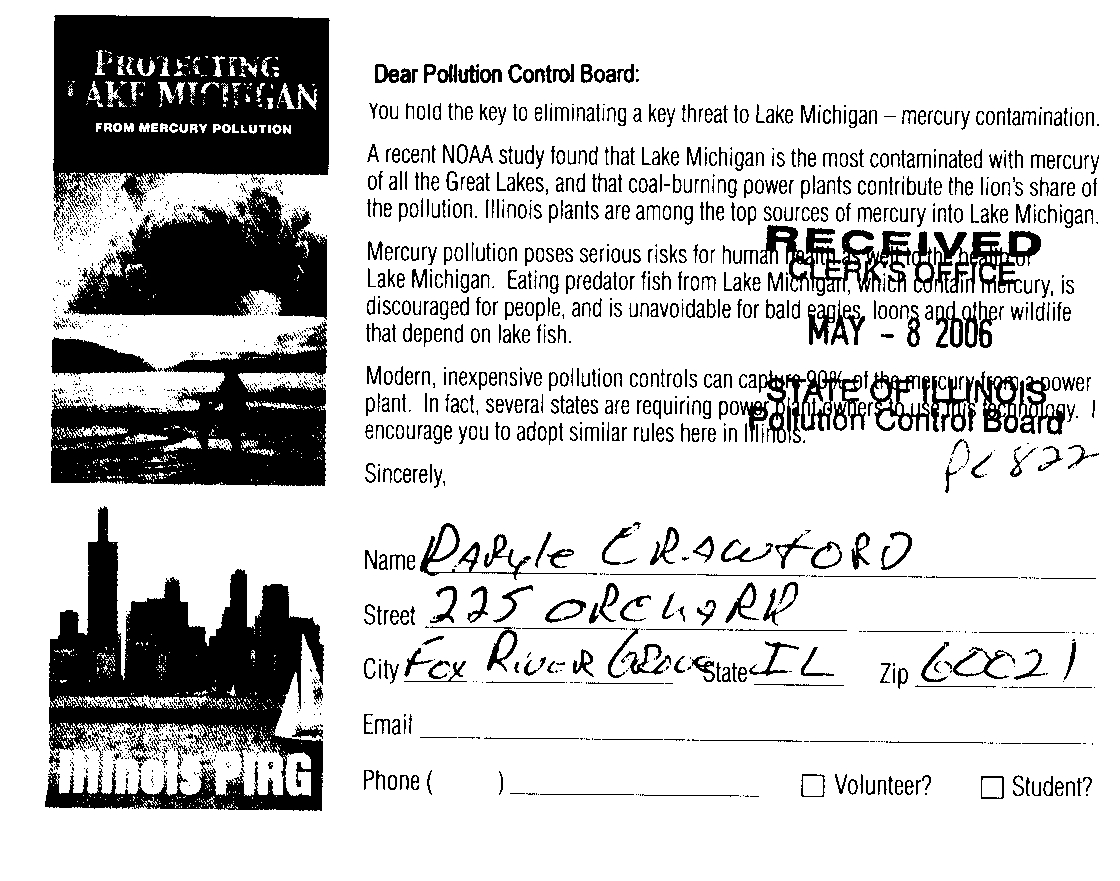 PROTECTING
LAKE MICHIGAN
FROM MERCURY POLLUTION
Illinois PIRG
Dear Pollution Control Board:
You hold the key to eliminating a key threat to Lake Michigan – mercury contamination.
A recent NOAA study found that Lake Michigan is the most contaminated with mercury
of all the Great Lakes, and that coal-burning power plants contribute the lion's share of
the pollution. Illinois plants are among the top sources of mercury into Lake Michigan.
Mercury pollution poses serious risks for human health as well to the health of
Lake Michigan. Eating predator fish from Lake Michigan, which contain mercury, is
discouraged for people, and is unavoidable for bald eagles, loons and other wildlife
that depend on lake fish.
Modern, inexpensive pollution controls can capture 90% of the mercury from a power
plant. In fact, several states are requiring power plant owners to use this technology. I
encourage you to adopt similar rules here in Illinois.
RECEIVED
CLERK'S OFFICE
MAY - 8 2006
STATE OF ILLINOIS
Pollution Control Board
PC 822
Sincerely,
Name DARyle CRAWFORD
Street 225 ORCHARD
City Fox River Grove State IL Zip 60021
Email
Phone ( )
Volunteer? Student?